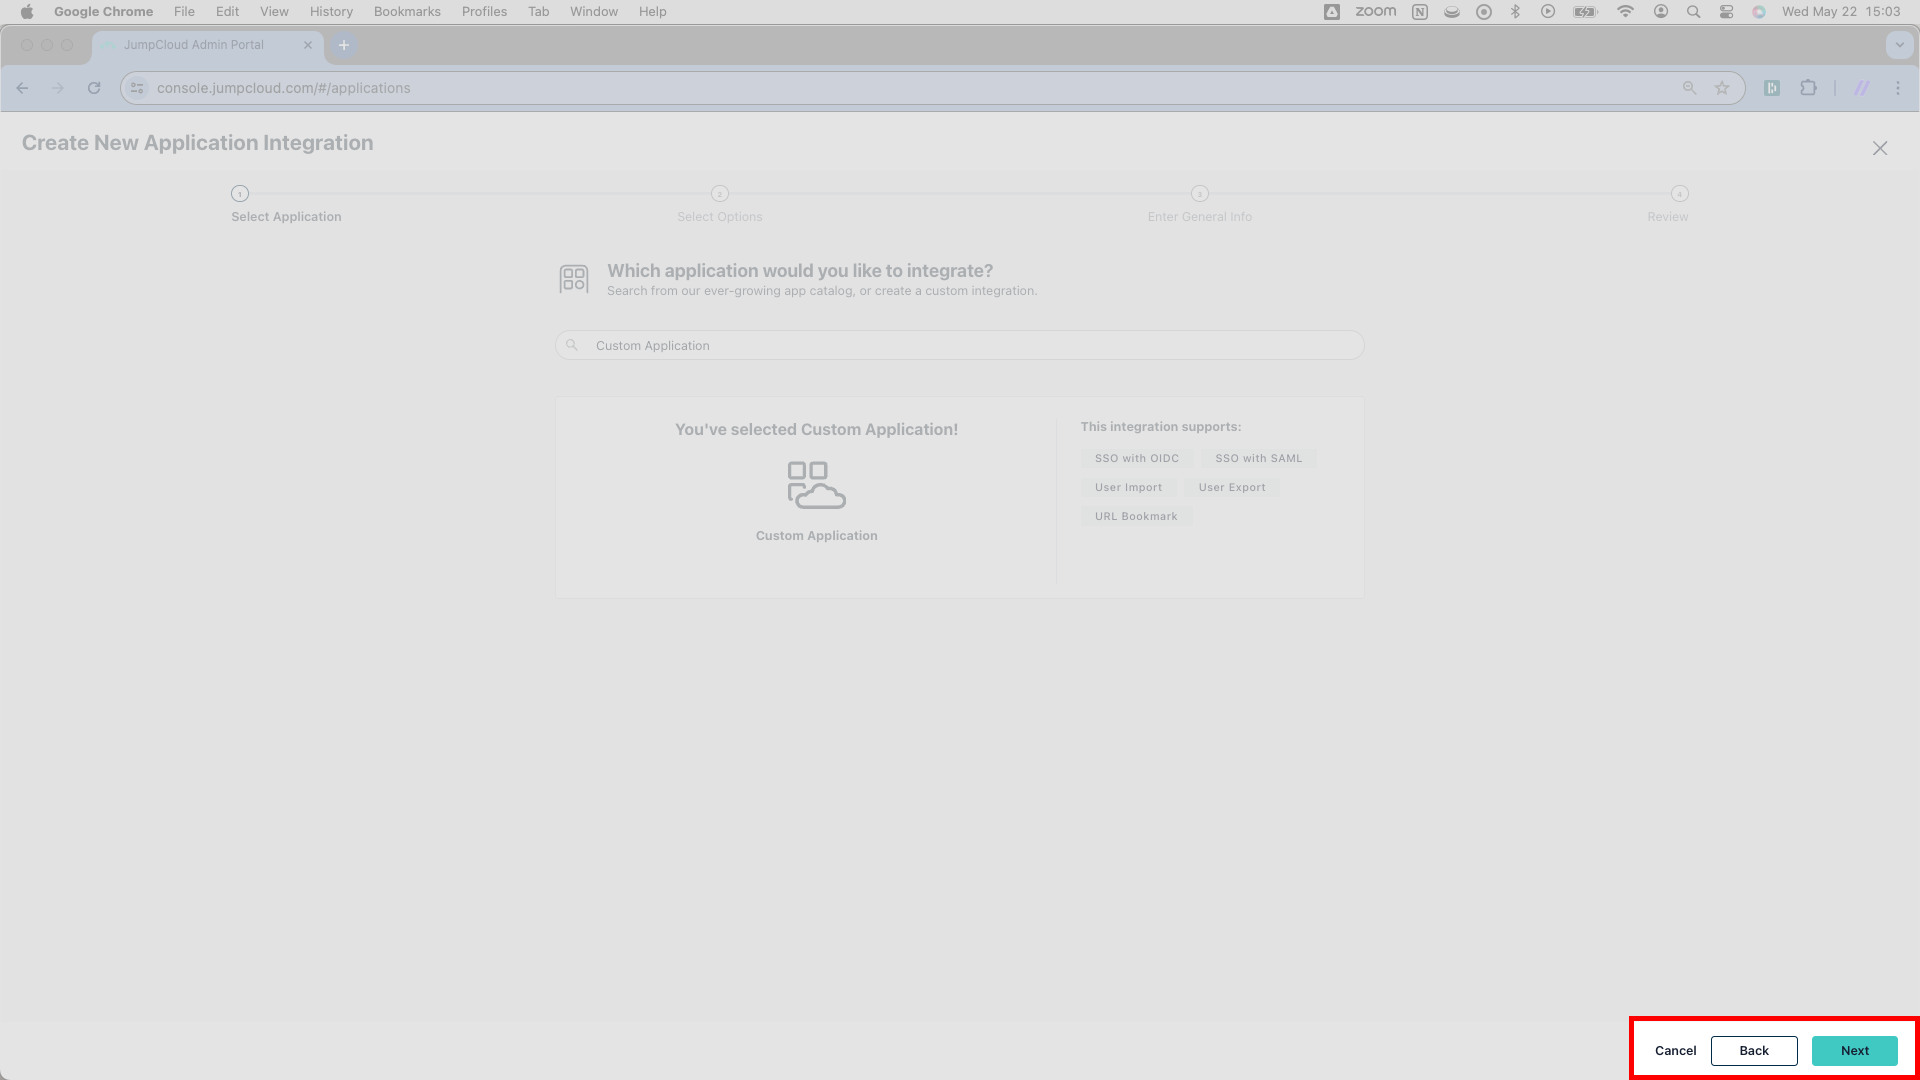 Google Chrome File Edit View History Bookmarks Profiles Tab Window Help zoom Wed May 22 15:03
JumpCloud Admin Portal
console.jumpcloud.com/#/applications
Create New Application Integration
1 2 3 4
Select Application Select Options Enter General Info Review
Which application would you like to integrate?
Search from our ever-growing app catalog, or create a custom integration.
Custom Application
You've selected Custom Application!
Custom Application
This integration supports:
SSO with OIDC SSO with SAML
User Import User Export
URL Bookmark
Cancel Back Next